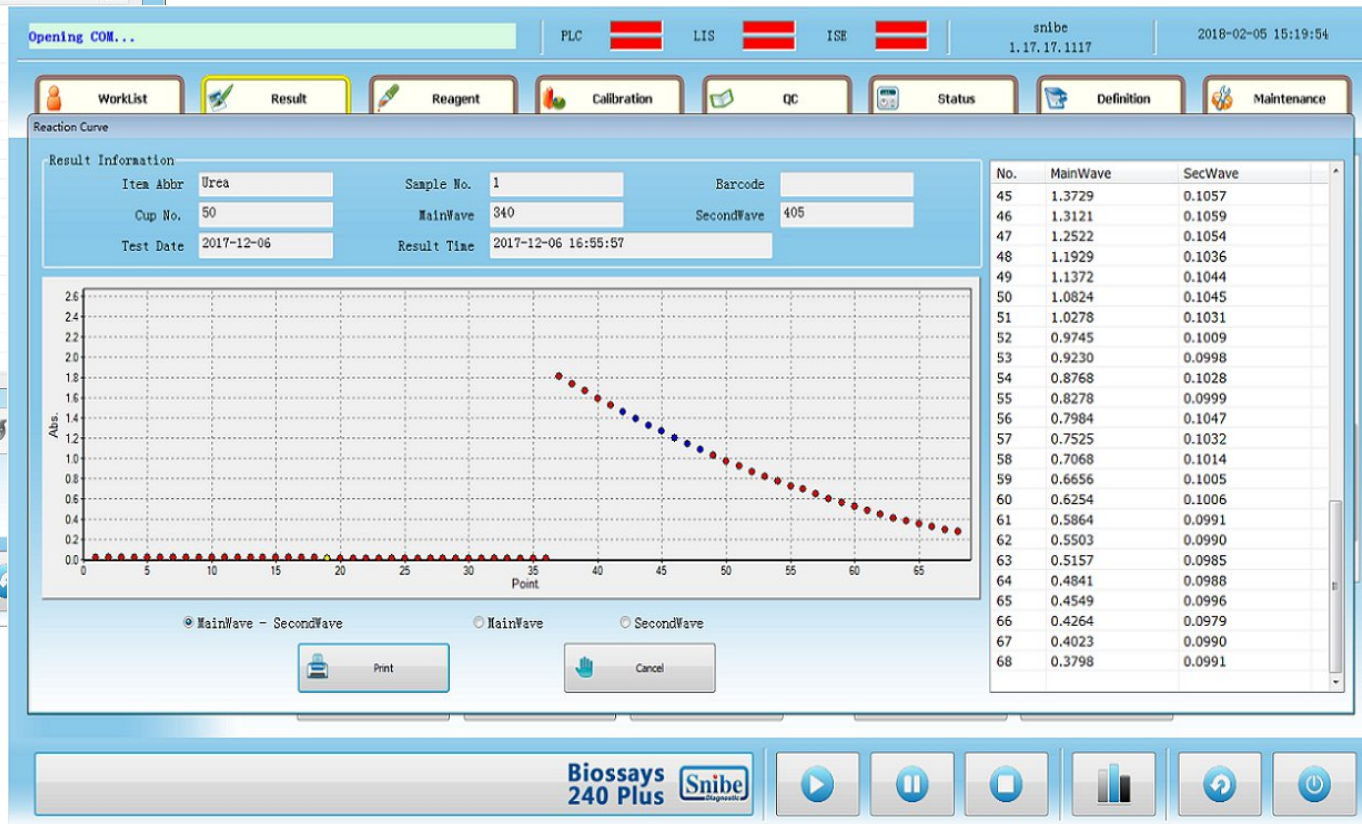 Opening COM...
PLC
LIS
ISE
snibe
1.17.17.1117
2018-02-05 15:19:54
WorkList
Result
Reagent
Calibration
QC
Status
Definition
Maintenance
Reaction Curve
Result Information
Item Abbr Urea Sample No. 1 Barcode
Cup No. 50 MainWave 340 SecondWave 405
Test Date 2017-12-06 Result Time 2017-12-06 16:55:57
2.6
2.4
2.2
2.0
1.8
1.6
1.4
1.2
1.0
0.8
0.6
0.4
0.2
0.0
Abs.
0 5 10 15 20 25 30 35 40 45 50 55 60 65
Point
MainWave - SecondWave MainWave SecondWave
Print Cancel
No. MainWave SecWave
45 1.3729 0.1057
46 1.3121 0.1059
47 1.2522 0.1054
48 1.1929 0.1036
49 1.1372 0.1044
50 1.0824 0.1045
51 1.0278 0.1031
52 0.9745 0.1009
53 0.9230 0.0998
54 0.8768 0.1028
55 0.8278 0.0999
56 0.7984 0.1047
57 0.7525 0.1032
58 0.7068 0.1014
59 0.6656 0.1005
60 0.6254 0.1006
61 0.5864 0.0991
62 0.5503 0.0990
63 0.5157 0.0985
64 0.4841 0.0988
65 0.4549 0.0996
66 0.4264 0.0979
67 0.4023 0.0990
68 0.3798 0.0991
Biossays
240 Plus
Snibe
Diagnostic